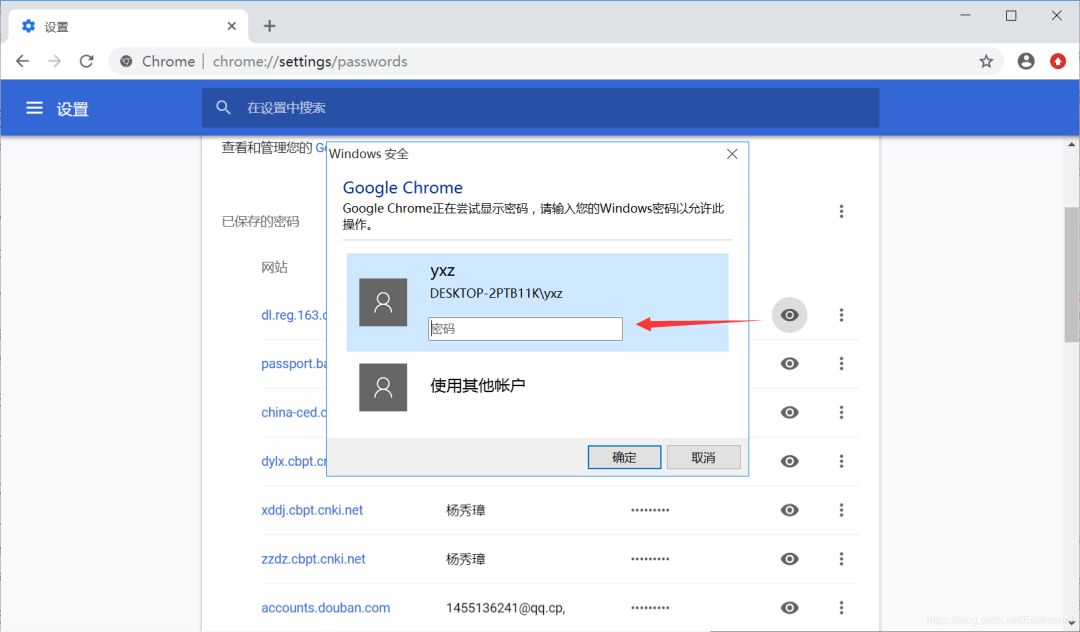 设置
Chrome
chrome://settings/passwords
设置
在设置中搜索
查看和管理您的
Windows 安全
Google Chrome
Google Chrome正在尝试显示密码，请输入您的Windows密码以允许此
操作。
已保存的密码
网站
yxz
DESKTOP-2PTB11K\yxz
密码
dl.reg.163.
passport.ba
使用其他帐户
china-ced.c
确定
取消
dylx.cbpt.cn
xddj.cbpt.cnki.net
杨秀璋
•••••••••
zzdz.cbpt.cnki.net
杨秀璋
•••••••••
accounts.douban.com
1455136241@qq.cp,
•••••••••